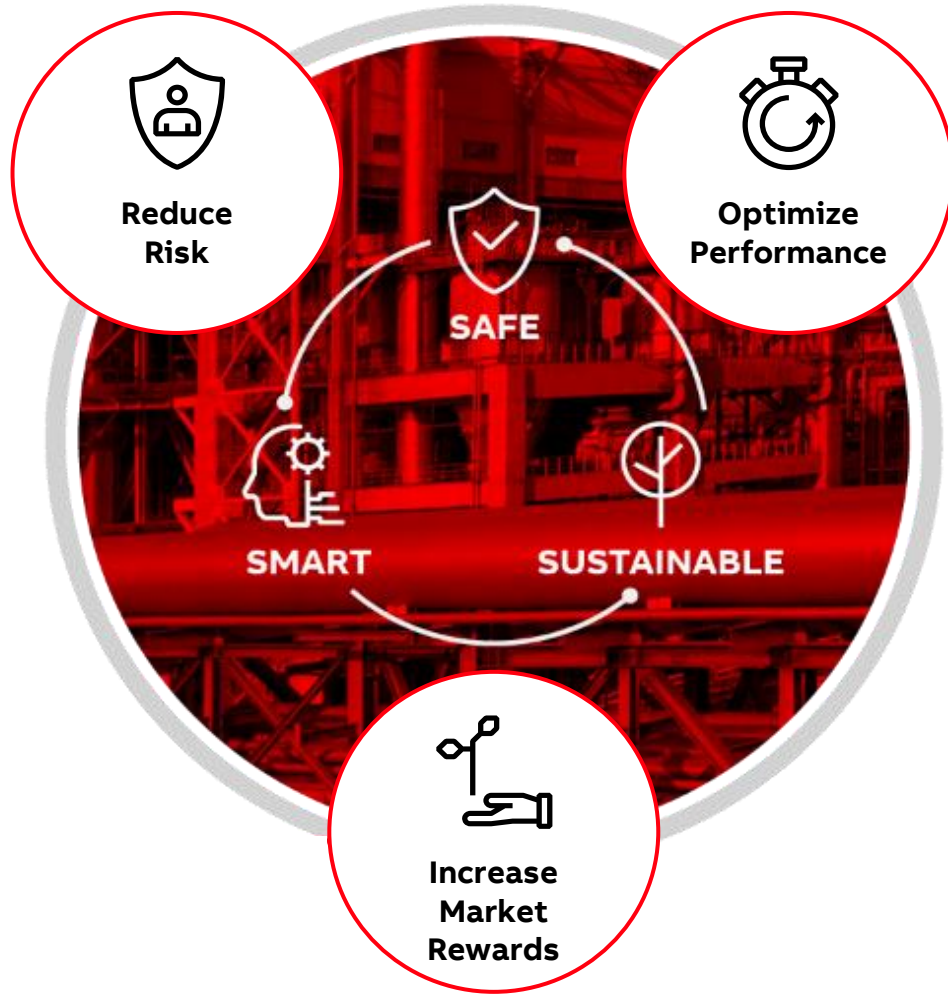 Reduce
Risk
Optimize
Performance
SAFE
SMART
SUSTAINABLE
Increase
Market
Rewards